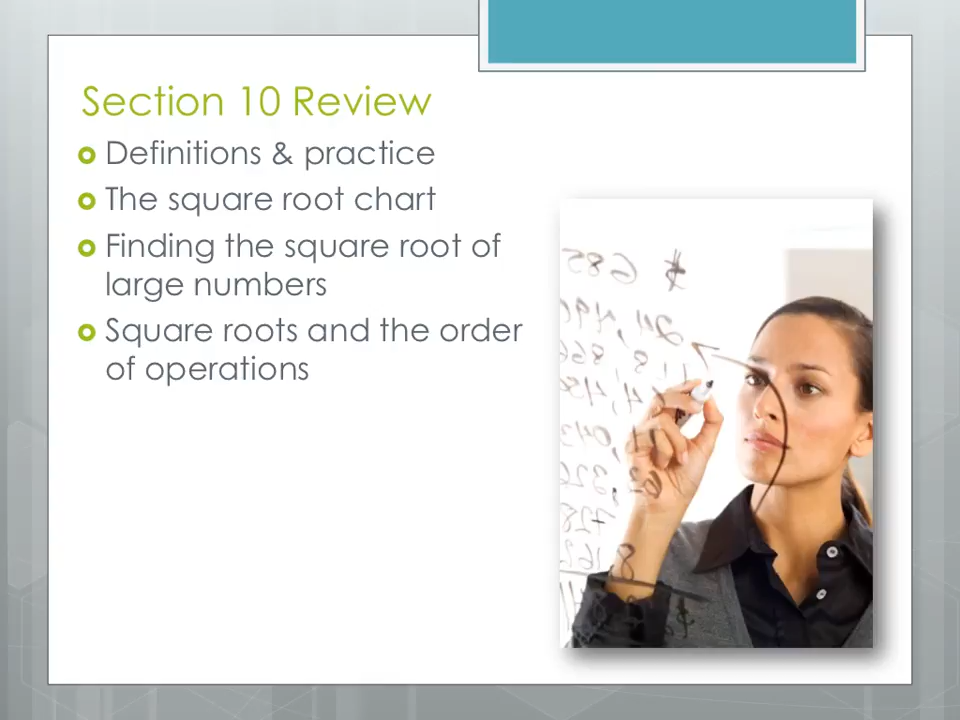 Section 10 Review
Definitions & practice
The square root chart
Finding the square root of
large numbers
Square roots and the order
of operations
$ 685